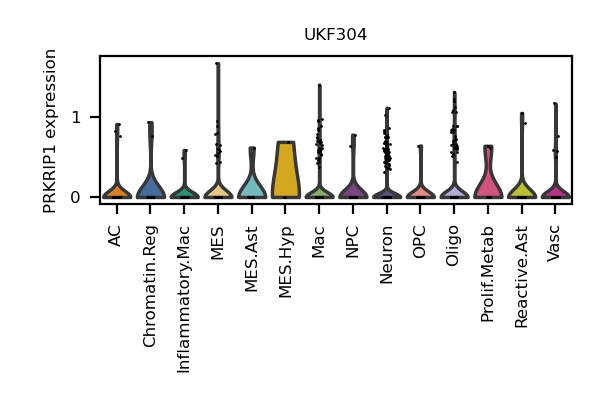 UKF304
PRKRIP1 expression
1
0
AC
Chromatin.Reg
Inflammatory.Mac
MES
MES.Ast
MES.Hyp
Mac
NPC
Neuron
OPC
Oligo
Prolif.Metab
Reactive.Ast
Vasc